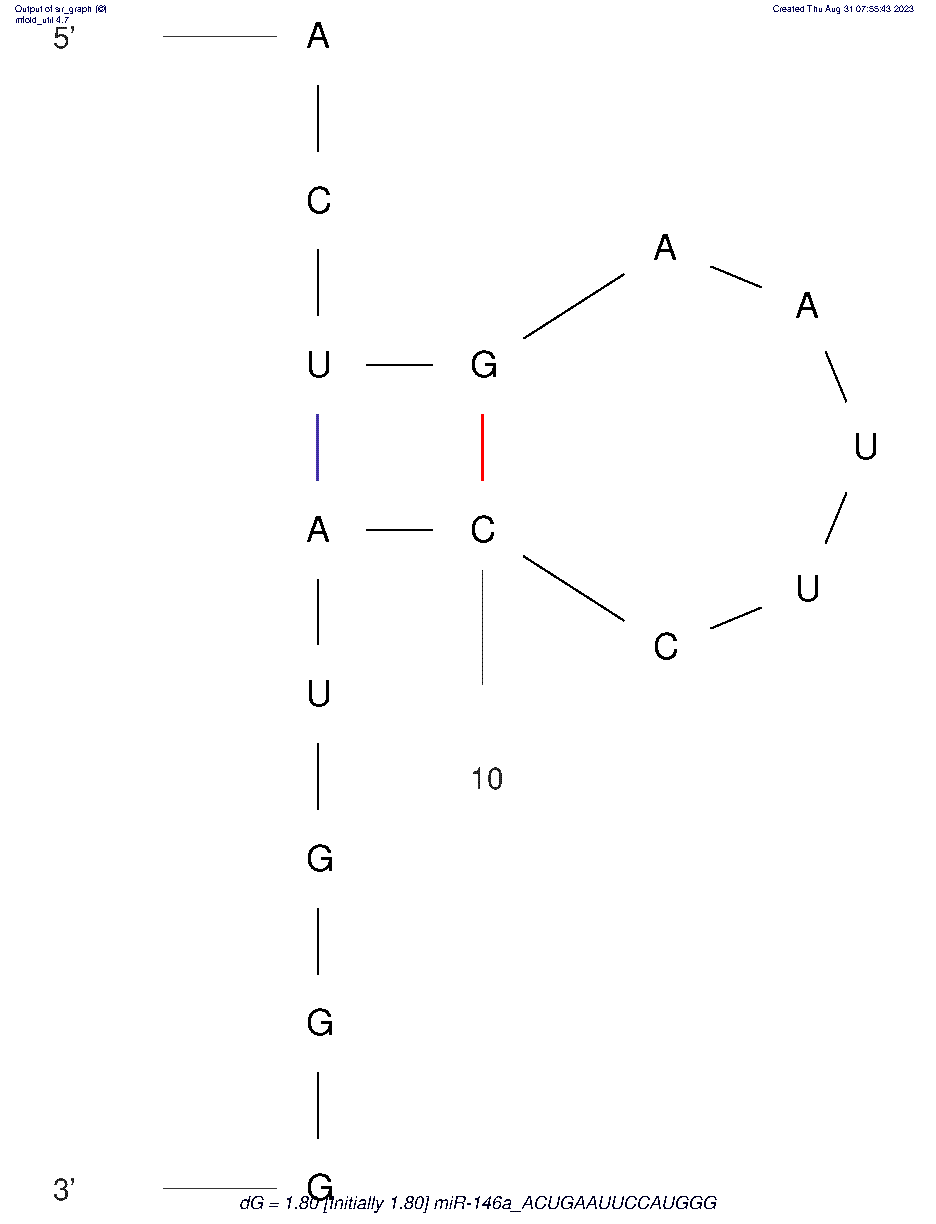 Output of sir_graph (©)
mfold_util 4.7
Created Thu Aug 31 07:55:43 2023
5' A
C
A
A
U G
U
A C
U
C
U
10
G
G
3' G
dG = 1.80 [Initially 1.80] miR-146a_ACUGAAUUCCAUGGG